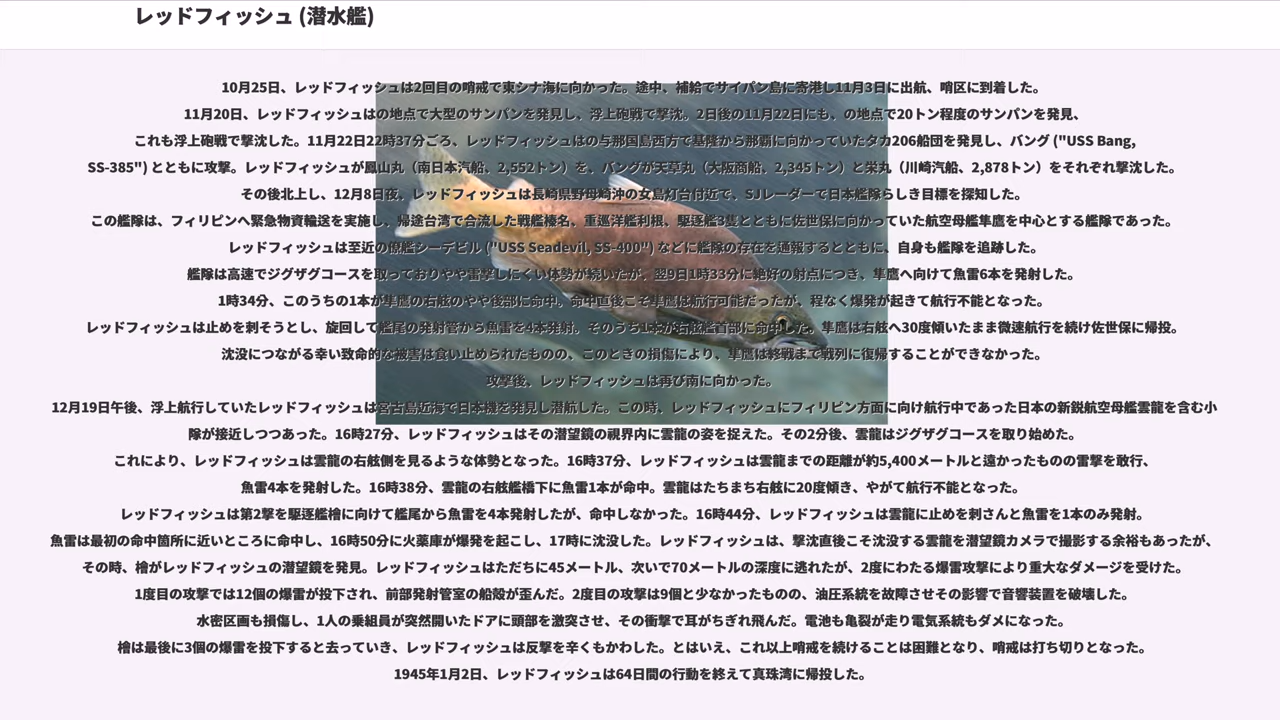 レッドフィッシュ (潜水艦)
10月25日、レッドフィッシュは2回目の哨戒で東シナ海に向かった。途中、補給でサイパン島に寄港し11月3日に出航、哨区に到着した。
11月20日、レッドフィッシュはの地点で大型のサンパンを発見し、浮上砲戦で撃沈。2日後の11月22日にも、の地点で20トン程度のサンパンを発見、
これも浮上砲戦で撃沈した。11月22日22時37分ごろ、レッドフィッシュはの与那国島西方で基隆から那覇に向かっていたタカ206船団を発見し、バング ("USS Bang,
SS-385") とともに攻撃。レッドフィッシュが鳳山丸（南日本汽船、2,552トン）を、バングが天草丸（大阪商船、2,345トン）と栄丸（川崎汽船、2,878トン）をそれぞれ撃沈した。
その後北上し、12月8日夜、レッドフィッシュは長崎県野母崎沖の女島灯台付近で、SJレーダーで日本艦隊らしき目標を探知した。
この艦隊は、フィリピンへ緊急物資輸送を実施し、帰途台湾で合流した戦艦榛名、重巡洋艦利根、駆逐艦3隻とともに佐世保に向かっていた航空母艦隼鷹を中心とする艦隊であった。
レッドフィッシュは至近の僚艦シーデビル ("USS Seadevil, SS-400") などに艦隊の存在を通報するとともに、自身も艦隊を追跡した。
艦隊は高速でジグザグコースを取っておりやや雷撃しにくい体勢が続いたが、翌9日1時33分に絶好の射点につき、隼鷹へ向けて魚雷6本を発射した。
1時34分、このうちの1本が隼鷹の右舷のやや後部に命中。命中直後こそ隼鷹は航行可能だったが、程なく爆発が起きて航行不能となった。
レッドフィッシュは止めを刺そうとし、旋回して艦尾の発射管から魚雷を4本発射。そのうち1本が右舷艦首部に命中した。隼鷹は右舷へ30度傾いたまま微速航行を続け佐世保に帰投。
沈没につながる幸い致命的な被害は食い止められたものの、このときの損傷により、隼鷹は終戦まで戦列に復帰することができなかった。
攻撃後、レッドフィッシュは再び南に向かった。
12月19日午後、浮上航行していたレッドフィッシュは宮古島近海で日本機を発見し潜航した。この時、レッドフィッシュにフィリピン方面に向け航行中であった日本の新鋭航空母艦雲龍を含む小
隊が接近しつつあった。16時27分、レッドフィッシュはその潜望鏡の視界内に雲龍の姿を捉えた。その2分後、雲龍はジグザグコースを取り始めた。
これにより、レッドフィッシュは雲龍の右舷側を見るような体勢となった。16時37分、レッドフィッシュは雲龍までの距離が約5,400メートルと遠かったものの雷撃を敢行、
魚雷4本を発射した。16時38分、雲龍の右舷艦橋下に魚雷1本が命中。雲龍はたちまち右舷に20度傾き、やがて航行不能となった。
レッドフィッシュは第2撃を駆逐艦檜に向けて艦尾から魚雷を4本発射したが、命中しなかった。16時44分、レッドフィッシュは雲龍に止めを刺さんと魚雷を1本のみ発射。
魚雷は最初の命中箇所に近いところに命中し、16時50分に火薬庫が爆発を起こし、17時に沈没した。レッドフィッシュは、撃沈直後こそ沈没する雲龍を潜望鏡カメラで撮影する余裕もあったが、
その時、檜がレッドフィッシュの潜望鏡を発見。レッドフィッシュはただちに45メートル、次いで70メートルの深度に逃れたが、2度にわたる爆雷攻撃により重大なダメージを受けた。
1度目の攻撃では12個の爆雷が投下され、前部発射管室の船殻が歪んだ。2度目の攻撃は9個と少なかったものの、油圧系統を故障させその影響で音響装置を破壊した。
水密区画も損傷し、1人の乗組員が突然開いたドアに頭部を激突させ、その衝撃で耳がちぎれ飛んだ。電池も亀裂が走り電気系統もダメになった。
檜は最後に3個の爆雷を投下すると去っていき、レッドフィッシュは反撃を辛くもかわした。とはいえ、これ以上哨戒を続けることは困難となり、哨戒は打ち切りとなった。
1945年1月2日、レッドフィッシュは64日間の行動を終えて真珠湾に帰投した。